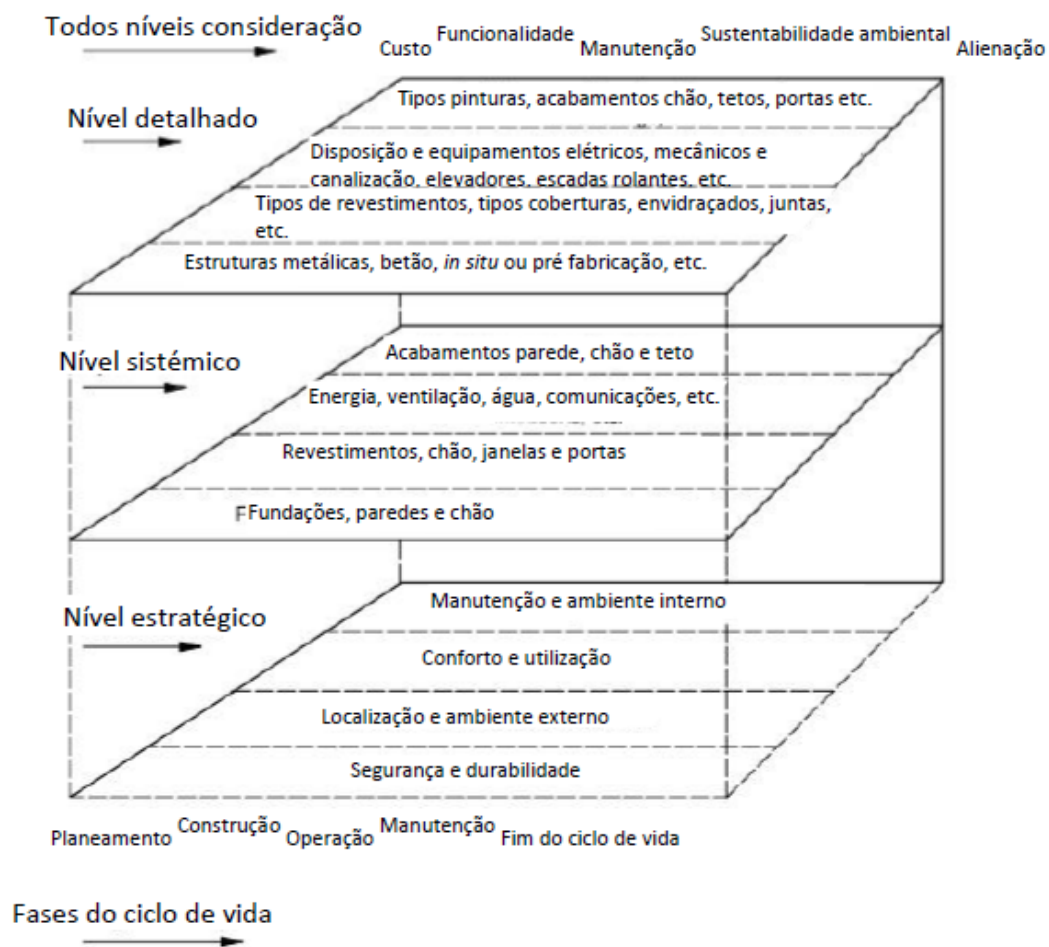 Todos níveis consideração
Custo Funcionalidade Manutenção Sustentabilidade ambiental Alienação
Nível detalhado
Tipos pinturas, acabamentos chão, tetos, portas etc.
Disposição e equipamentos elétricos, mecânicos e
canalização, elevadores, escadas rolantes, etc.
Tipos de revestimentos, tipos coberturas, envidraçados, juntas,
etc.
Estruturas metálicas, betão, in situ ou pré fabricação, etc.
Nível sistémico
Acabamentos parede, chão e teto
Energia, ventilação, água, comunicações, etc.
Revestimentos, chão, janelas e portas
FFundações, paredes e chão
Nível estratégico
Manutenção e ambiente interno
Conforto e utilização
Localização e ambiente externo
Segurança e durabilidade
Planeamento Construção Operação Manutenção Fim do ciclo de vida
Fases do ciclo de vida